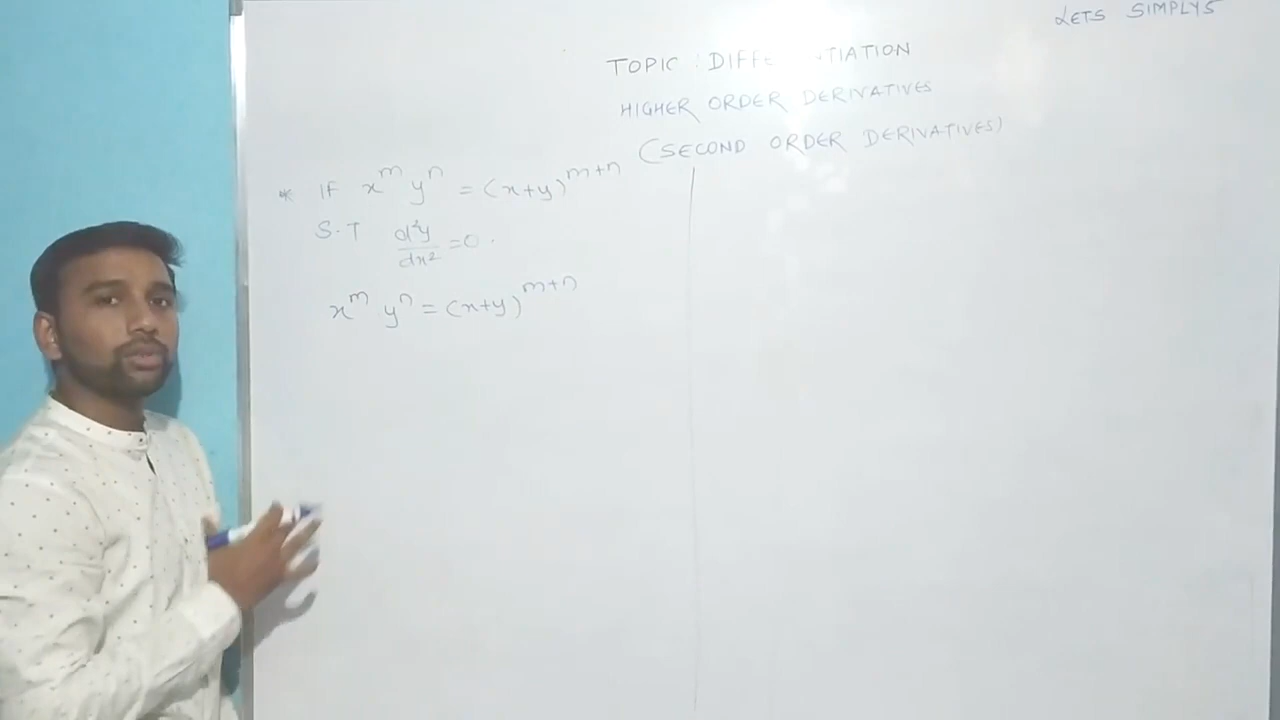 LETS SIMPLYS
TOPIC : DIFFE  TIATION
HIGHER ORDER DERIVATIVES
(SECOND ORDER DERIVATIVES)
* IF x^m y^n = (x+y)^{m+n}
S.T d²y/dx² = 0.
x^m y^n = (x+y)^{m+n}